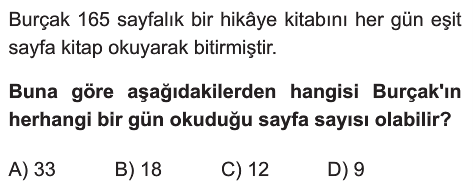 Burçak 165 sayfalık bir hikâye kitabını her gün eşit
sayfa kitap okuyarak bitirmiştir.
Buna göre aşağıdakilerden hangisi Burçak'ın
herhangi bir gün okuduğu sayfa sayısı olabilir?
A) 33 B) 18 C) 12 D) 9